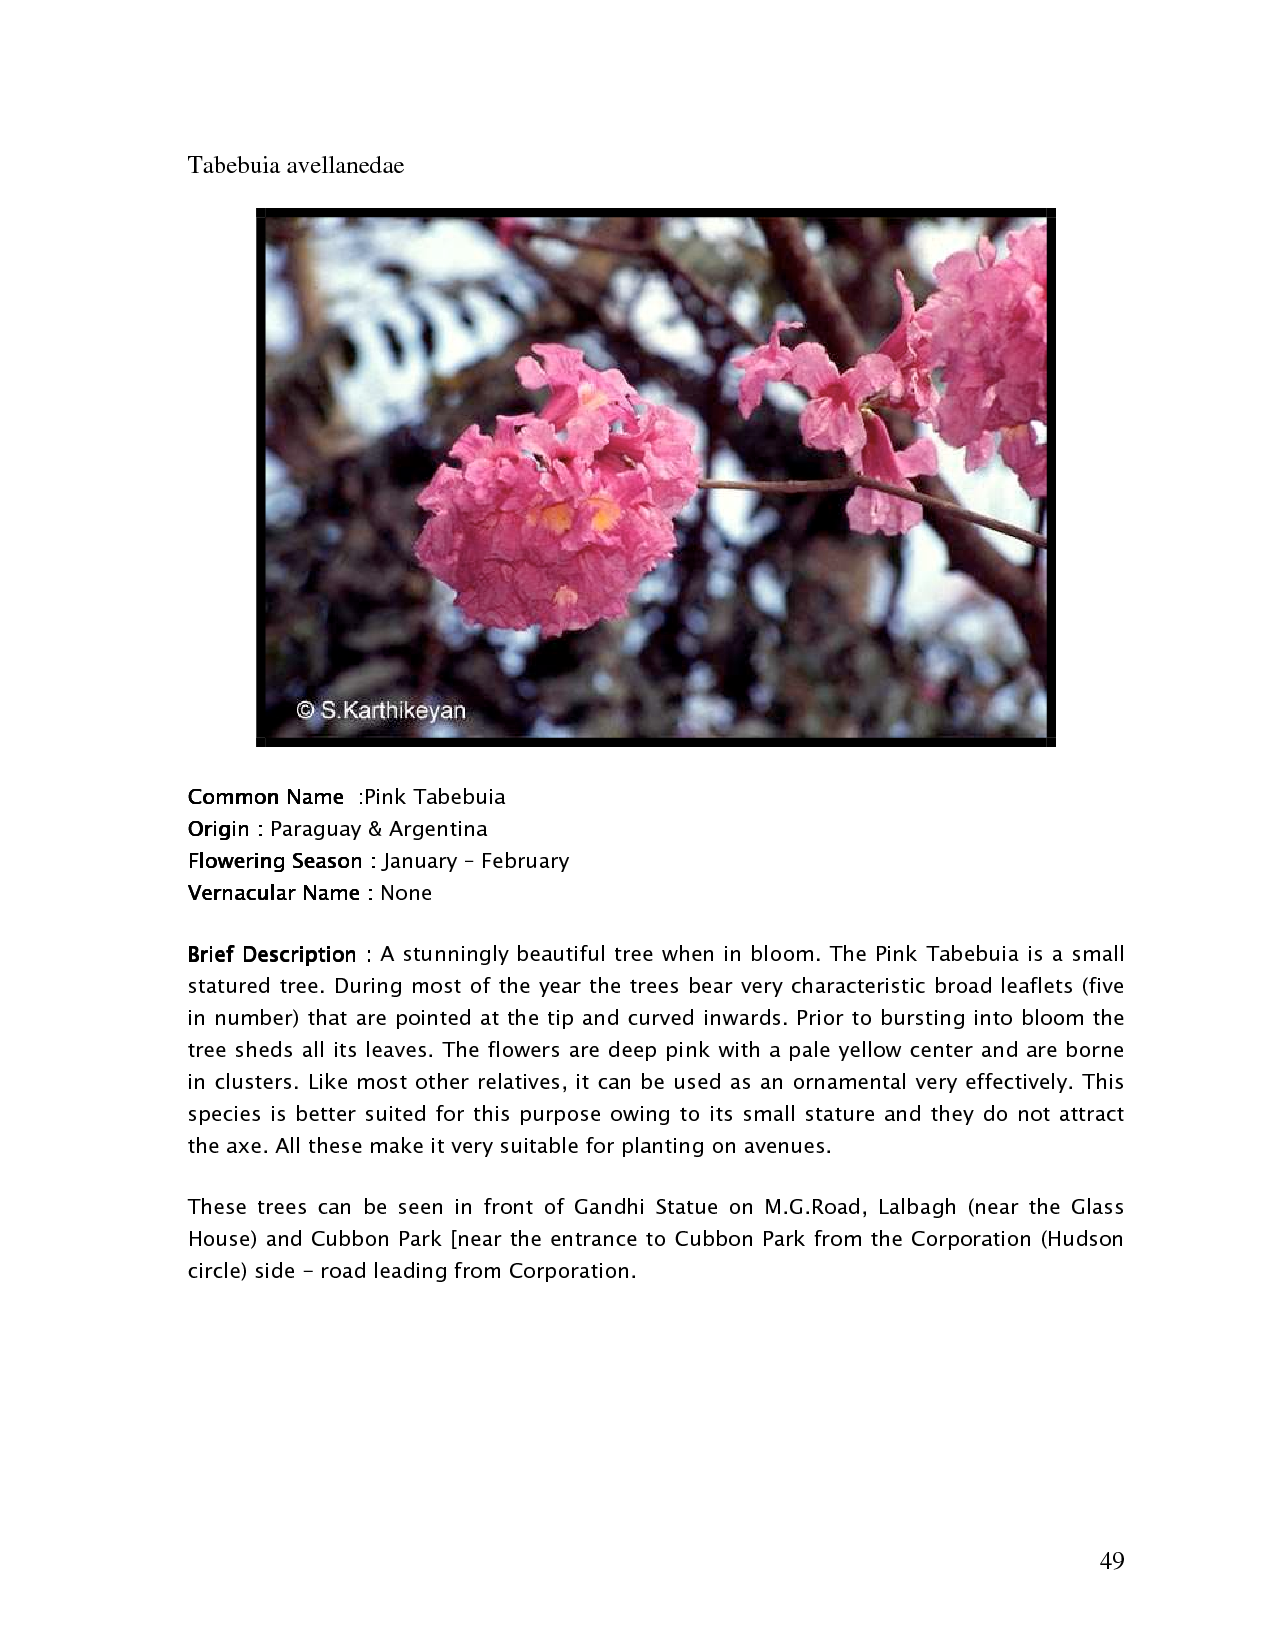 Tabebuia avellanedae
© S.Karthikeyan
Common Name :Pink Tabebuia
Origin : Paraguay & Argentina
Flowering Season : January – February
Vernacular Name : None
Brief Description : A stunningly beautiful tree when in bloom. The Pink Tabebuia is a small
statured tree. During most of the year the trees bear very characteristic broad leaflets (five
in number) that are pointed at the tip and curved inwards. Prior to bursting into bloom the
tree sheds all its leaves. The flowers are deep pink with a pale yellow center and are borne
in clusters. Like most other relatives, it can be used as an ornamental very effectively. This
species is better suited for this purpose owing to its small stature and they do not attract
the axe. All these make it very suitable for planting on avenues.
These trees can be seen in front of Gandhi Statue on M.G.Road, Lalbagh (near the Glass
House) and Cubbon Park [near the entrance to Cubbon Park from the Corporation (Hudson
circle) side – road leading from Corporation.
49